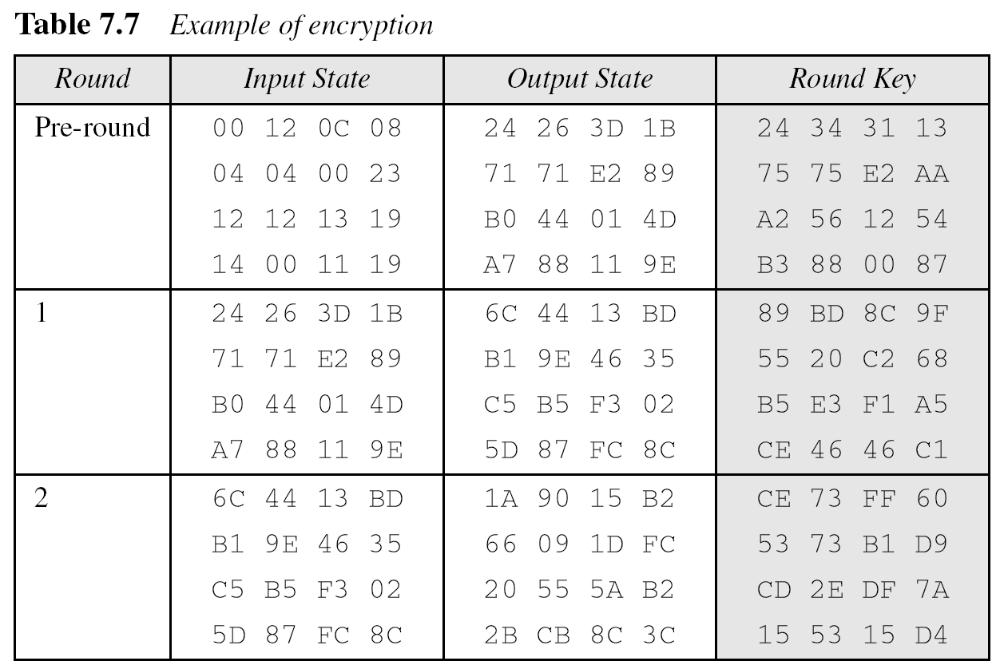 Table 7.7 Example of encryption
Round Input State Output State Round Key
Pre-round 00 12 0C 08 24 26 3D 1B 24 34 31 13
04 04 00 23 71 71 E2 89 75 75 E2 AA
12 12 13 19 B0 44 01 4D A2 56 12 54
14 00 11 19 A7 88 11 9E B3 88 00 87
1 24 26 3D 1B 6C 44 13 BD 89 BD 8C 9F
71 71 E2 89 B1 9E 46 35 55 20 C2 68
B0 44 01 4D C5 B5 F3 02 B5 E3 F1 A5
A7 88 11 9E 5D 87 FC 8C CE 46 46 C1
2 6C 44 13 BD 1A 90 15 B2 CE 73 FF 60
B1 9E 46 35 66 09 1D FC 53 73 B1 D9
C5 B5 F3 02 20 55 5A B2 CD 2E DF 7A
5D 87 FC 8C 2B CB 8C 3C 15 53 15 D4